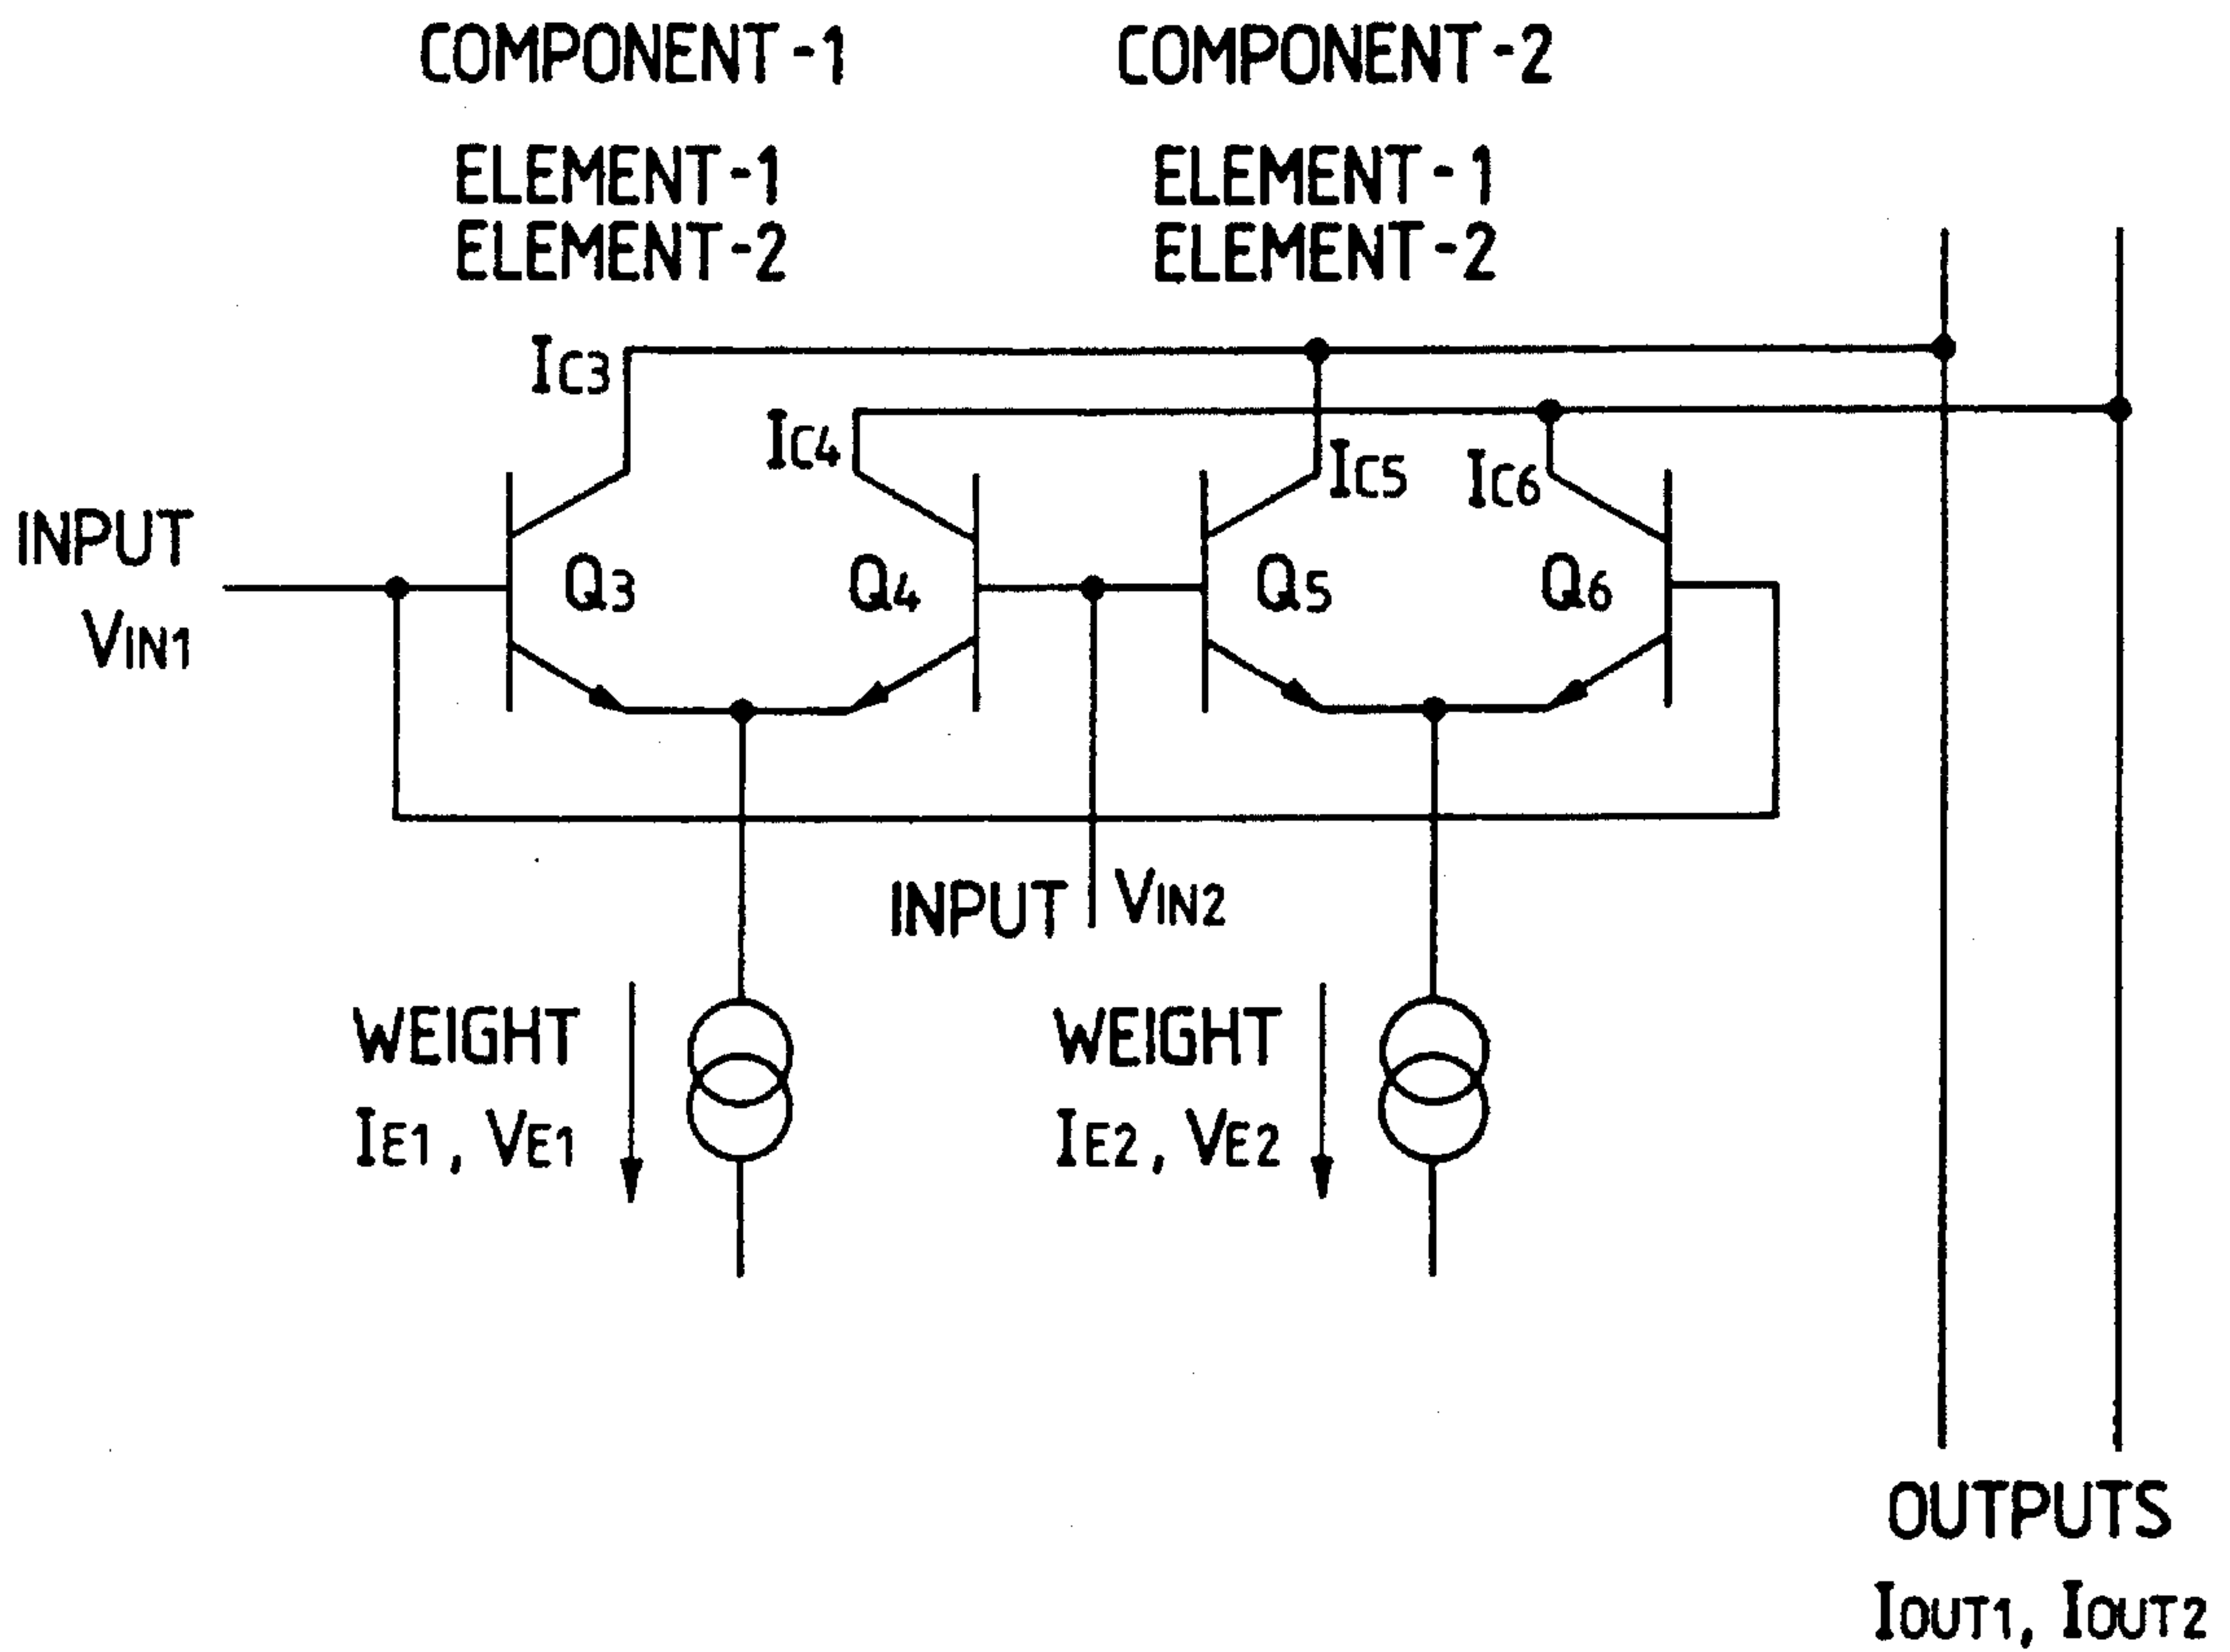 COMPONENT-1
COMPONENT-2
ELEMENT-1
ELEMENT-2
ELEMENT-1
ELEMENT-2
IC3
IC4
IC5
IC6
INPUT
VIN1
Q3
Q4
Q5
Q6
INPUT
VIN2
WEIGHT
IE1, VE1
WEIGHT
IE2, VE2
OUTPUTS
IOUT1, IOUT2